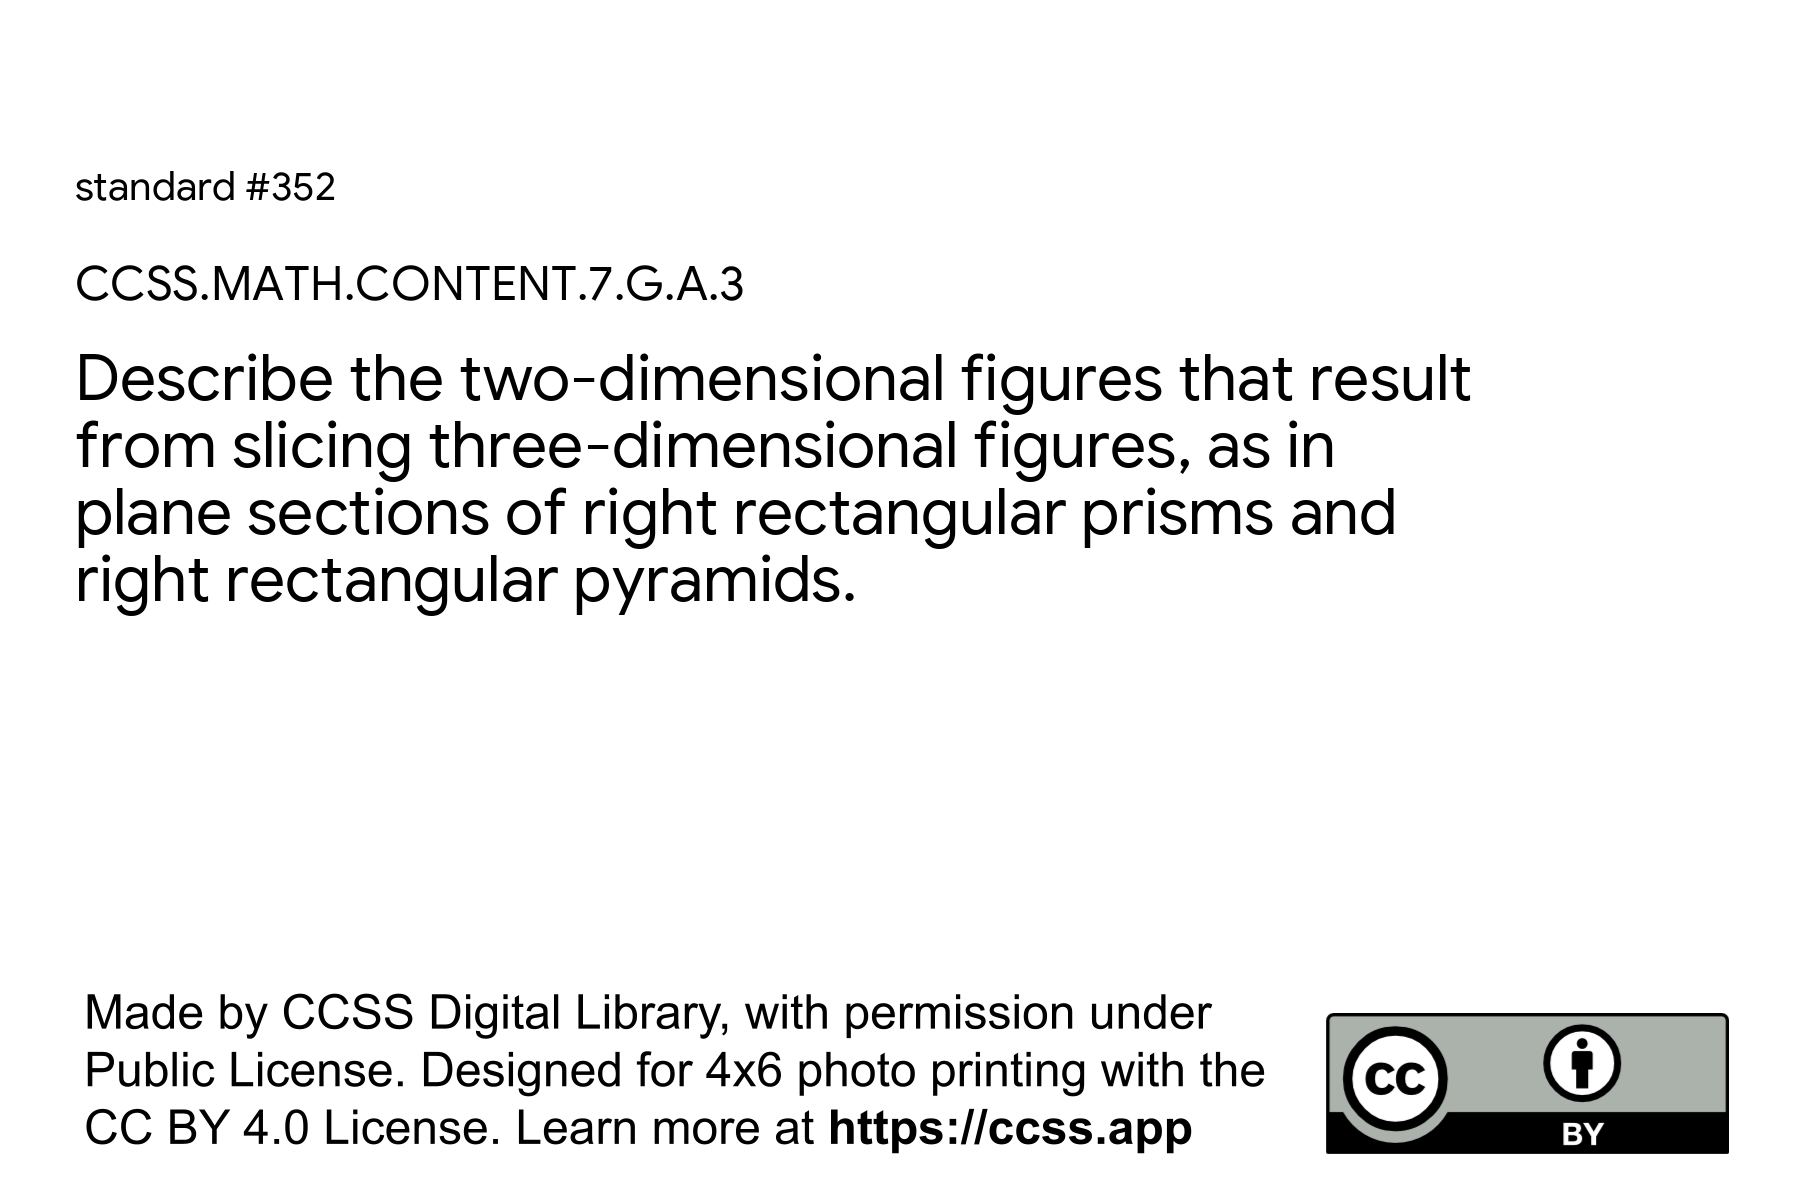 standard #352
CCSS.MATH.CONTENT.7.G.A.3
Describe the two-dimensional figures that result
from slicing three-dimensional figures, as in
plane sections of right rectangular prisms and
right rectangular pyramids.
Made by CCSS Digital Library, with permission under
Public License. Designed for 4x6 photo printing with the
CC BY 4.0 License. Learn more at https://ccss.app
CC
BY